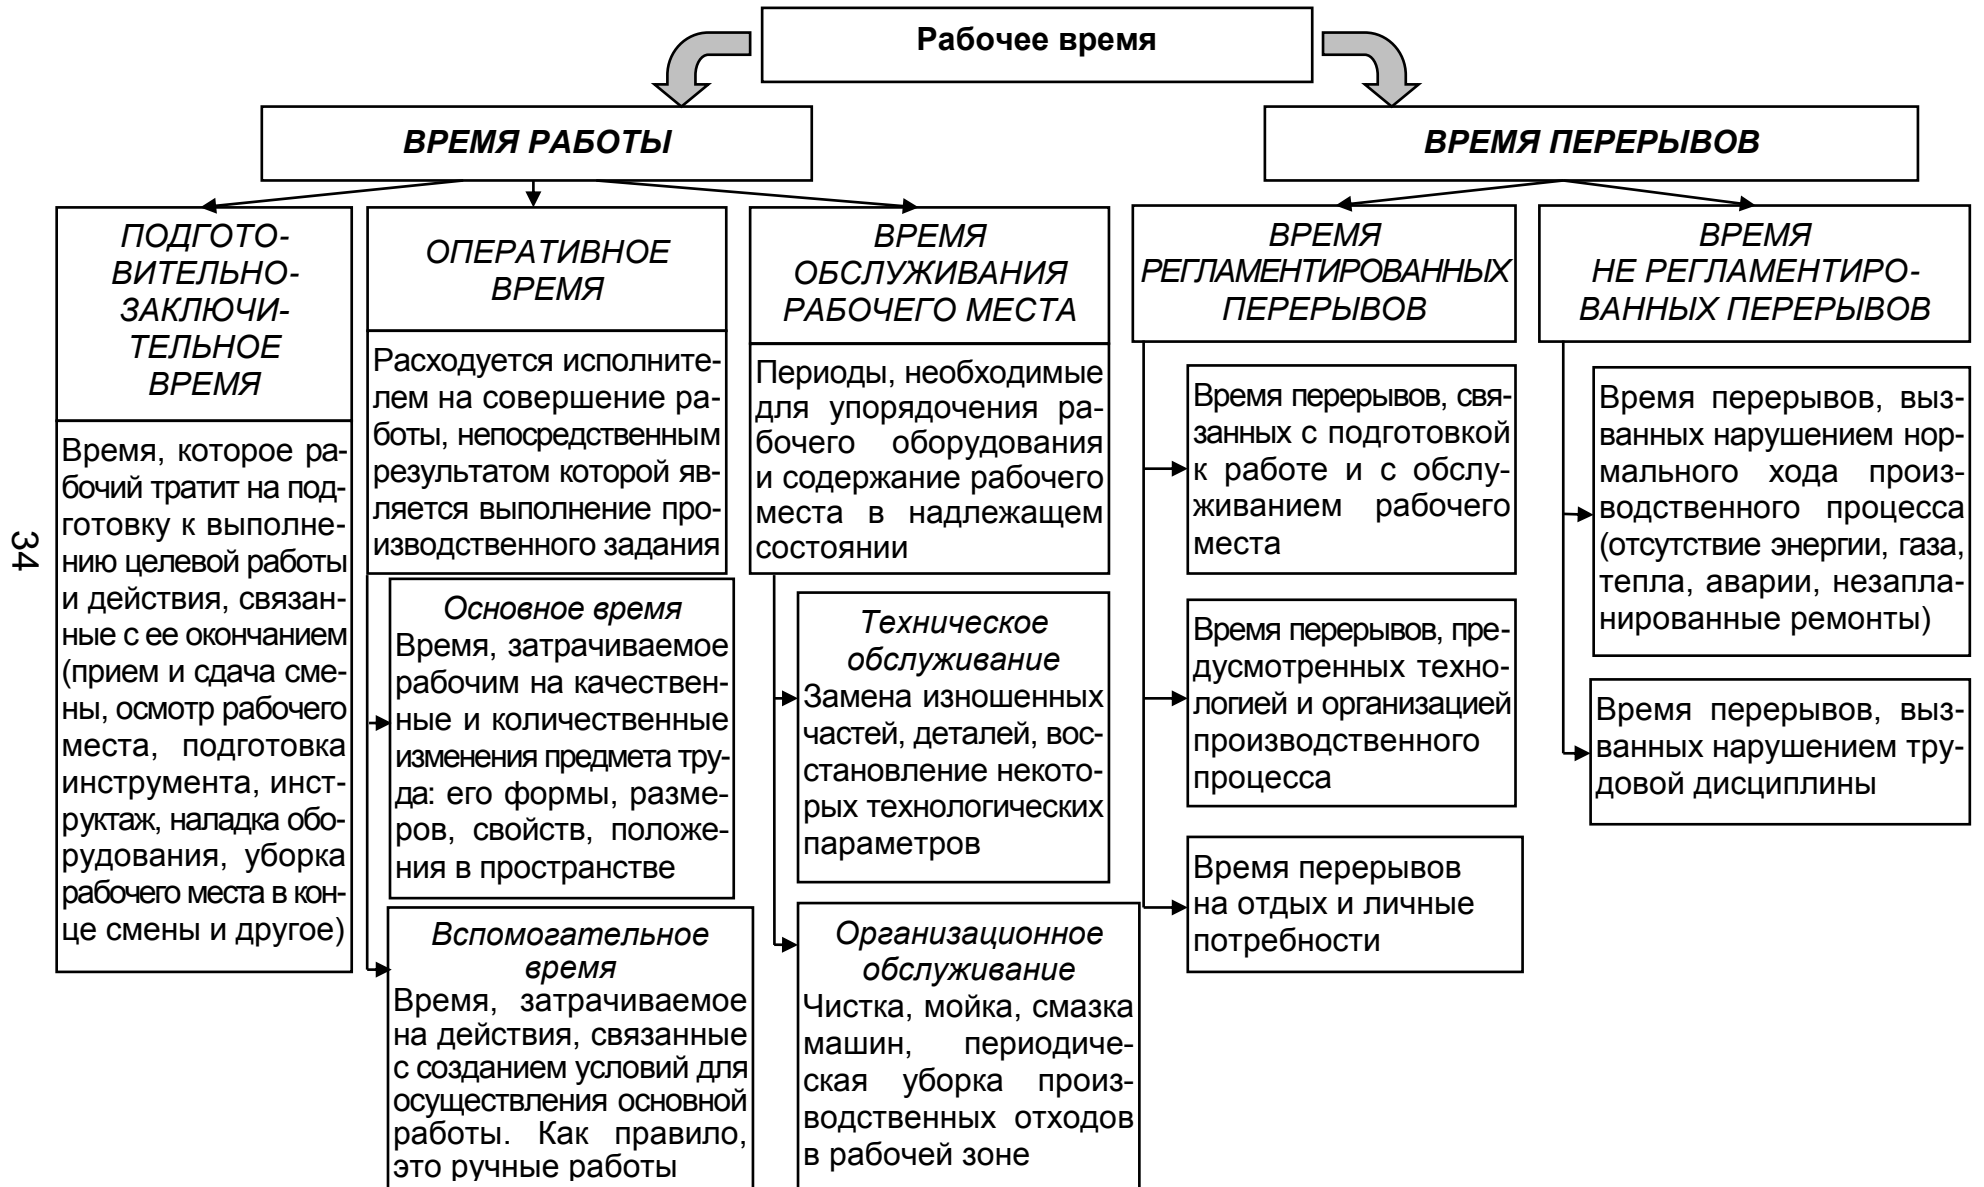 Рабочее время
ВРЕМЯ РАБОТЫ
ВРЕМЯ ПЕРЕРЫВОВ
ПОДГОТО-
ВИТЕЛЬНО-
ЗАКЛЮЧИ-
ТЕЛЬНОЕ
ВРЕМЯ
Время, которое ра-
бочий тратит на под-
готовку к выполне-
нию целевой работы
и действия, связан-
ные с ее окончанием
(прием и сдача сме-
ны, осмотр рабочего
места, подготовка
инструмента, инст-
руктаж, наладка обо-
рудования, уборка
рабочего места в кон-
це смены и другое)
ОПЕРАТИВНОЕ
ВРЕМЯ
Расходуется исполните-
лем на совершение ра-
боты, непосредственным
результатом которой яв-
ляется выполнение про-
изводственного задания
Основное время
Время, затрачиваемое
рабочим на качествен-
ные и количественные
изменения предмета тру-
да: его формы, разме-
ров, свойств, положе-
ния в пространстве
Вспомогательное
время
Время, затрачиваемое
на действия, связанные
с созданием условий для
осуществления основной
работы. Как правило,
это ручные работы
ВРЕМЯ
ОБСЛУЖИВАНИЯ
РАБОЧЕГО МЕСТА
Периоды, необходимые
для упорядочения ра-
бочего оборудования
и содержание рабочего
места в надлежащем
состоянии
Техническое
обслуживание
Замена изношенных
частей, деталей, вос-
становление некото-
рых технологических
параметров
Организационное
обслуживание
Чистка, мойка, смазка
машин, периодиче-
ская уборка произ-
водственных отходов
в рабочей зоне
ВРЕМЯ
РЕГЛАМЕНТИРОВАННЫХ
ПЕРЕРЫВОВ
Время перерывов, свя-
занных с подготовкой
к работе и с обслу-
живанием рабочего
места
Время перерывов, пре-
дусмотренных техно-
логией и организацией
производственного
процесса
Время перерывов
на отдых и личные
потребности
ВРЕМЯ
НЕ РЕГЛАМЕНТИРО-
ВАННЫХ ПЕРЕРЫВОВ
Время перерывов, выз-
ванных нарушением нор-
мального хода произ-
водственного процесса
(отсутствие энергии, газа,
тепла, аварии, незапла-
нированные ремонты)
Время перерывов, выз-
ванных нарушением тру-
довой дисциплины
34